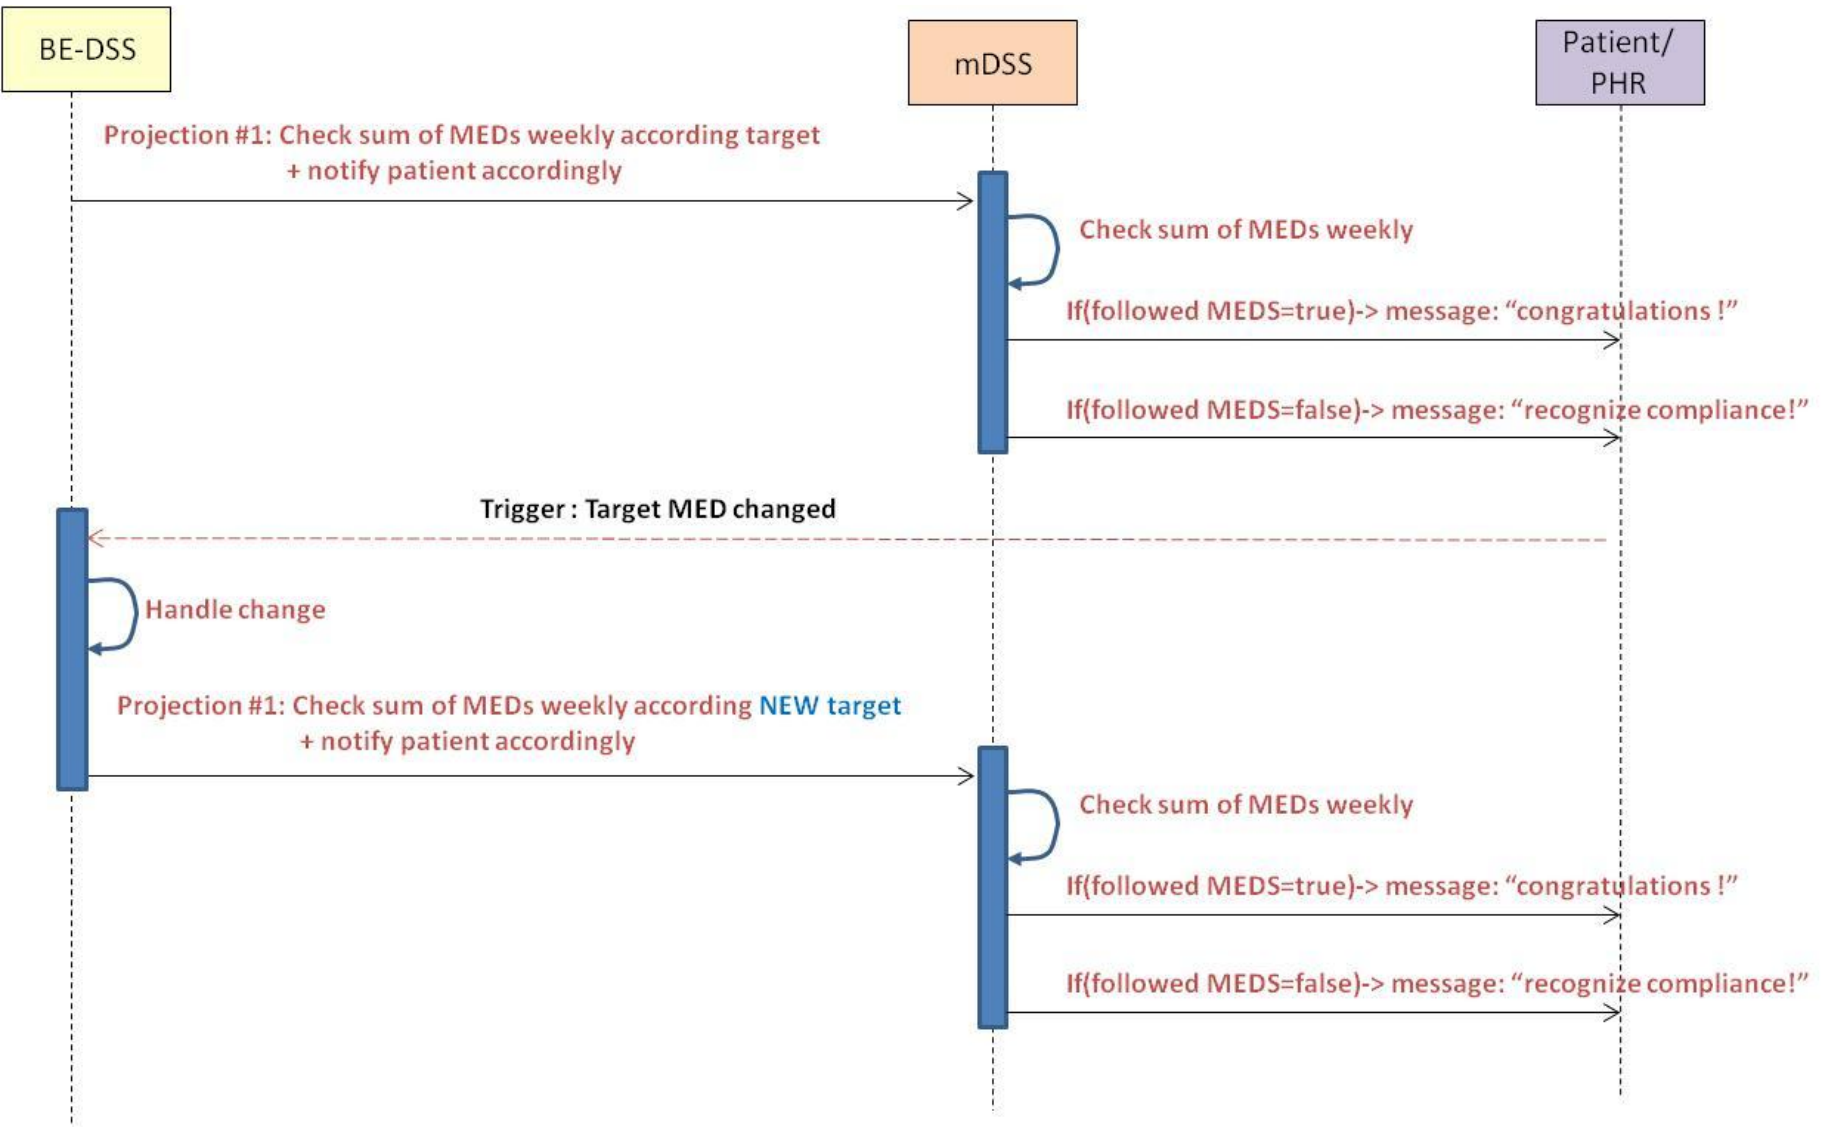 BE-DSS
mDSS
Patient/
PHR
Projection #1: Check sum of MEDs weekly according target
+ notify patient accordingly
Check sum of MEDs weekly
If(followed MEDS=true)-> message: “congratulations !”
If(followed MEDS=false)-> message: “recognize compliance!”
Trigger : Target MED changed
Handle change
Projection #1: Check sum of MEDs weekly according NEW target
+ notify patient accordingly
Check sum of MEDs weekly
If(followed MEDS=true)-> message: “congratulations !”
If(followed MEDS=false)-> message: “recognize compliance!”